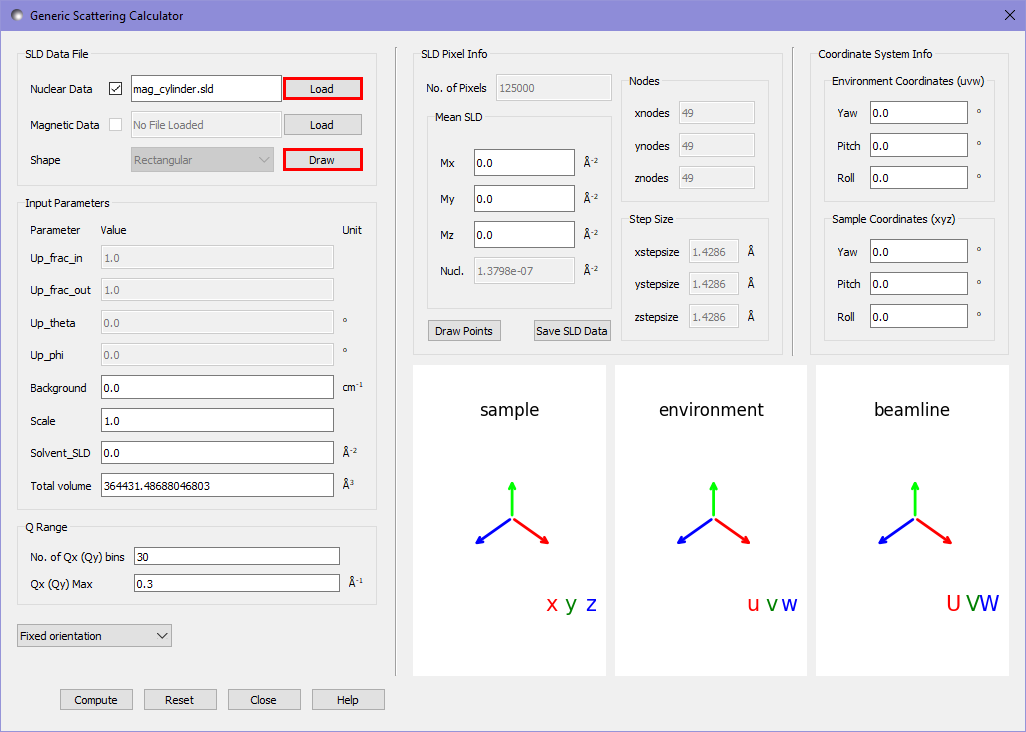 Generic Scattering Calculator
SLD Data File
Nuclear Data mag_cylinder.sld Load
Magnetic Data No File Loaded Load
Shape Rectangular Draw
Input Parameters
Parameter Value Unit
Up_frac_in 1.0
Up_frac_out 1.0
Up_theta 0.0 °
Up_phi 0.0 °
Background 0.0 cm⁻¹
Scale 1.0
Solvent_SLD 0.0 Å⁻²
Total volume 364431.48688046803 Å³
Q Range
No. of Qx (Qy) bins 30
Qx (Qy) Max 0.3 Å⁻¹
Fixed orientation
Compute Reset Close Help
SLD Pixel Info
No. of Pixels 125000
Mean SLD
Mx 0.0 Å⁻²
My 0.0 Å⁻²
Mz 0.0 Å⁻²
Nucl. 1.3798e-07 Å⁻²
Draw Points Save SLD Data
Nodes
xnodes 49
ynodes 49
znodes 49
Step Size
xstepsize 1.4286 Å
ystepsize 1.4286 Å
zstepsize 1.4286 Å
Coordinate System Info
Environment Coordinates (uvw)
Yaw 0.0 °
Pitch 0.0 °
Roll 0.0 °
Sample Coordinates (xyz)
Yaw 0.0 °
Pitch 0.0 °
Roll 0.0 °
sample
x y z
environment
u v w
beamline
U V W